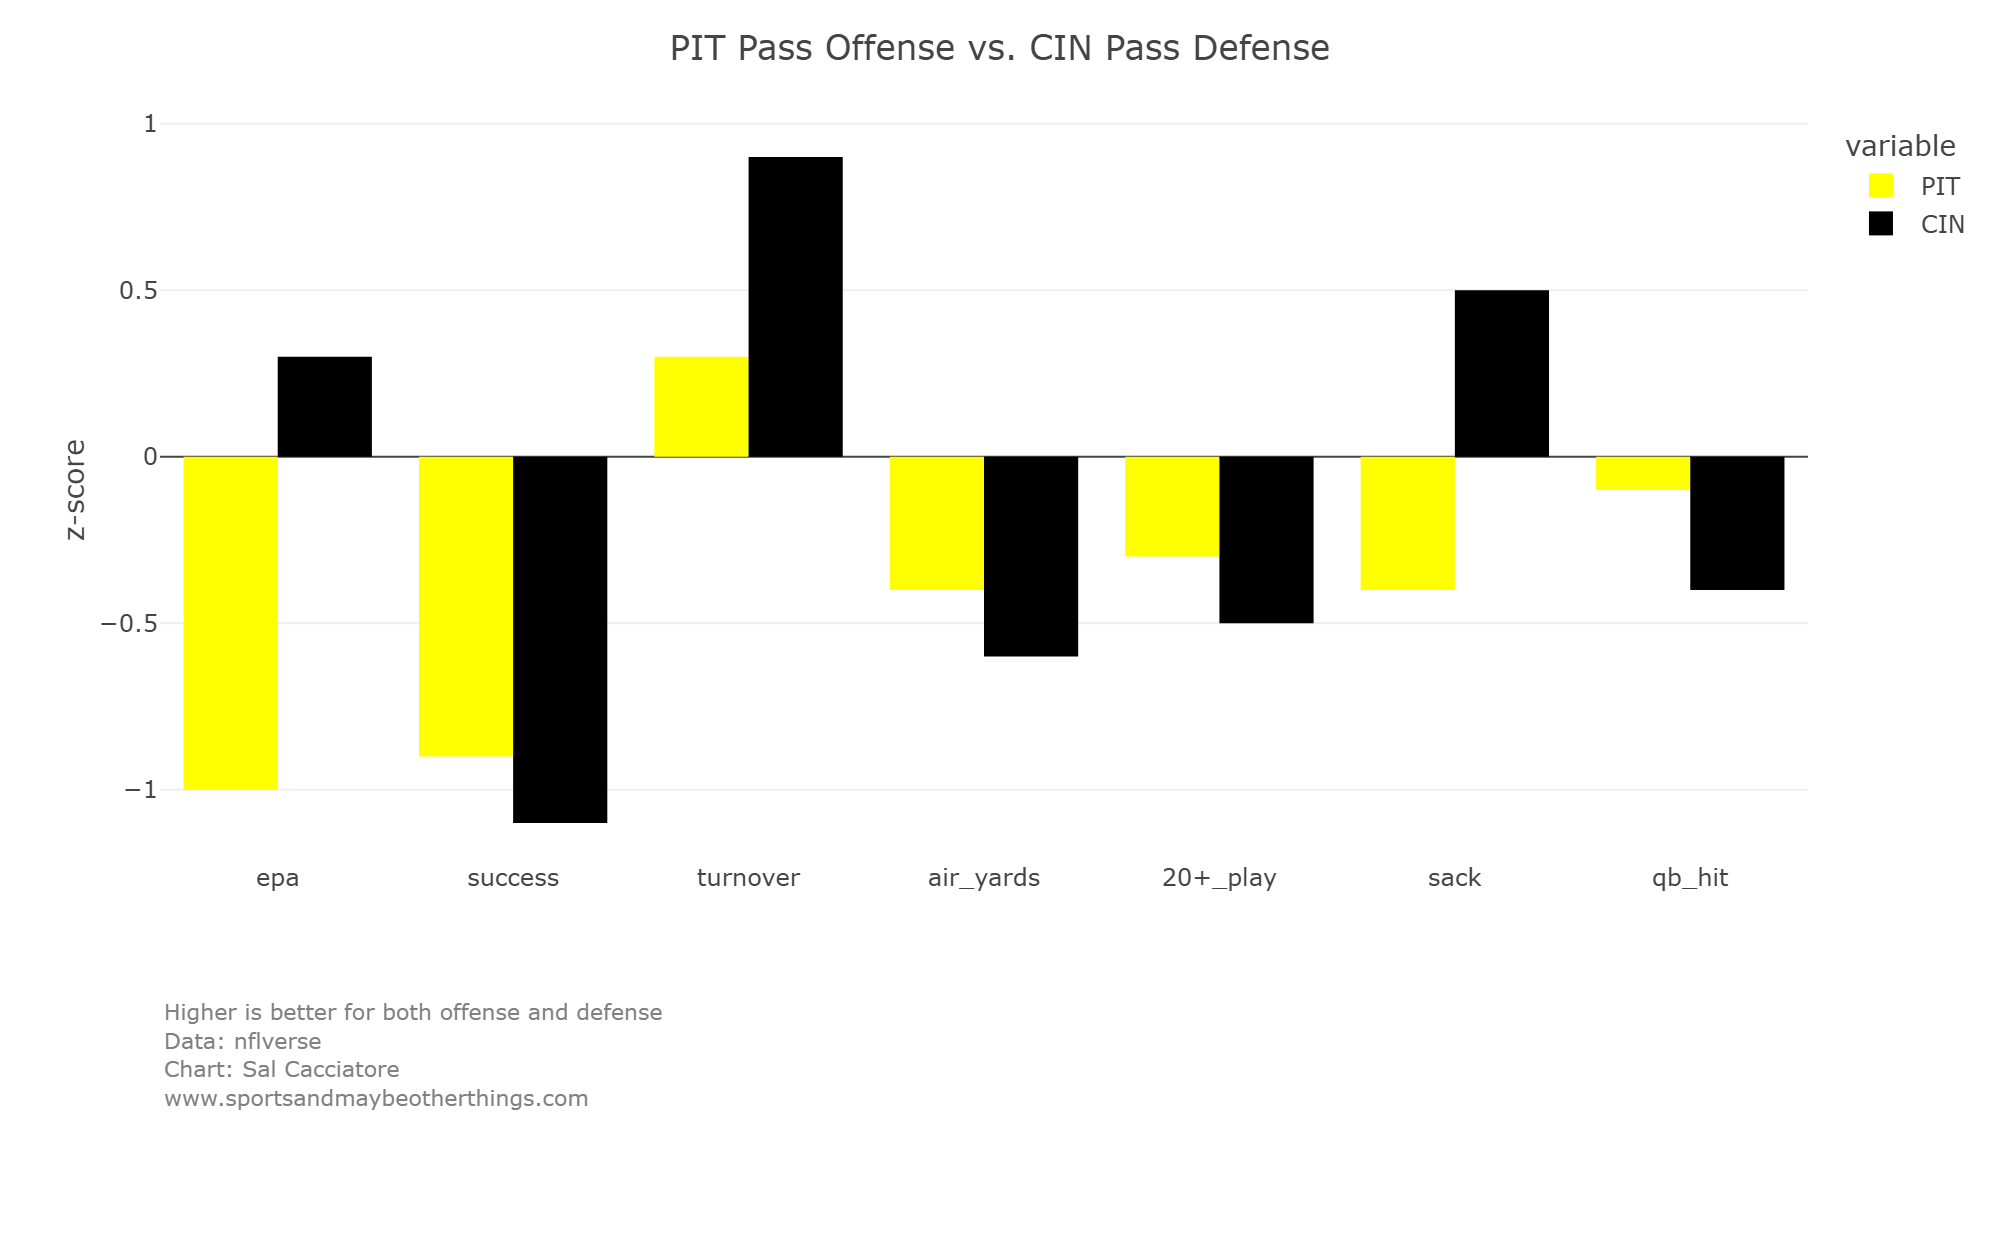 PIT Pass Offense vs. CIN Pass Defense
1
0.5
0
−0.5
−1
z-score
epa
success
turnover
air_yards
20+_play
sack
qb_hit
variable
PIT
CIN
Higher is better for both offense and defense
Data: nflverse
Chart: Sal Cacciatore
www.sportsandmaybeotherthings.com